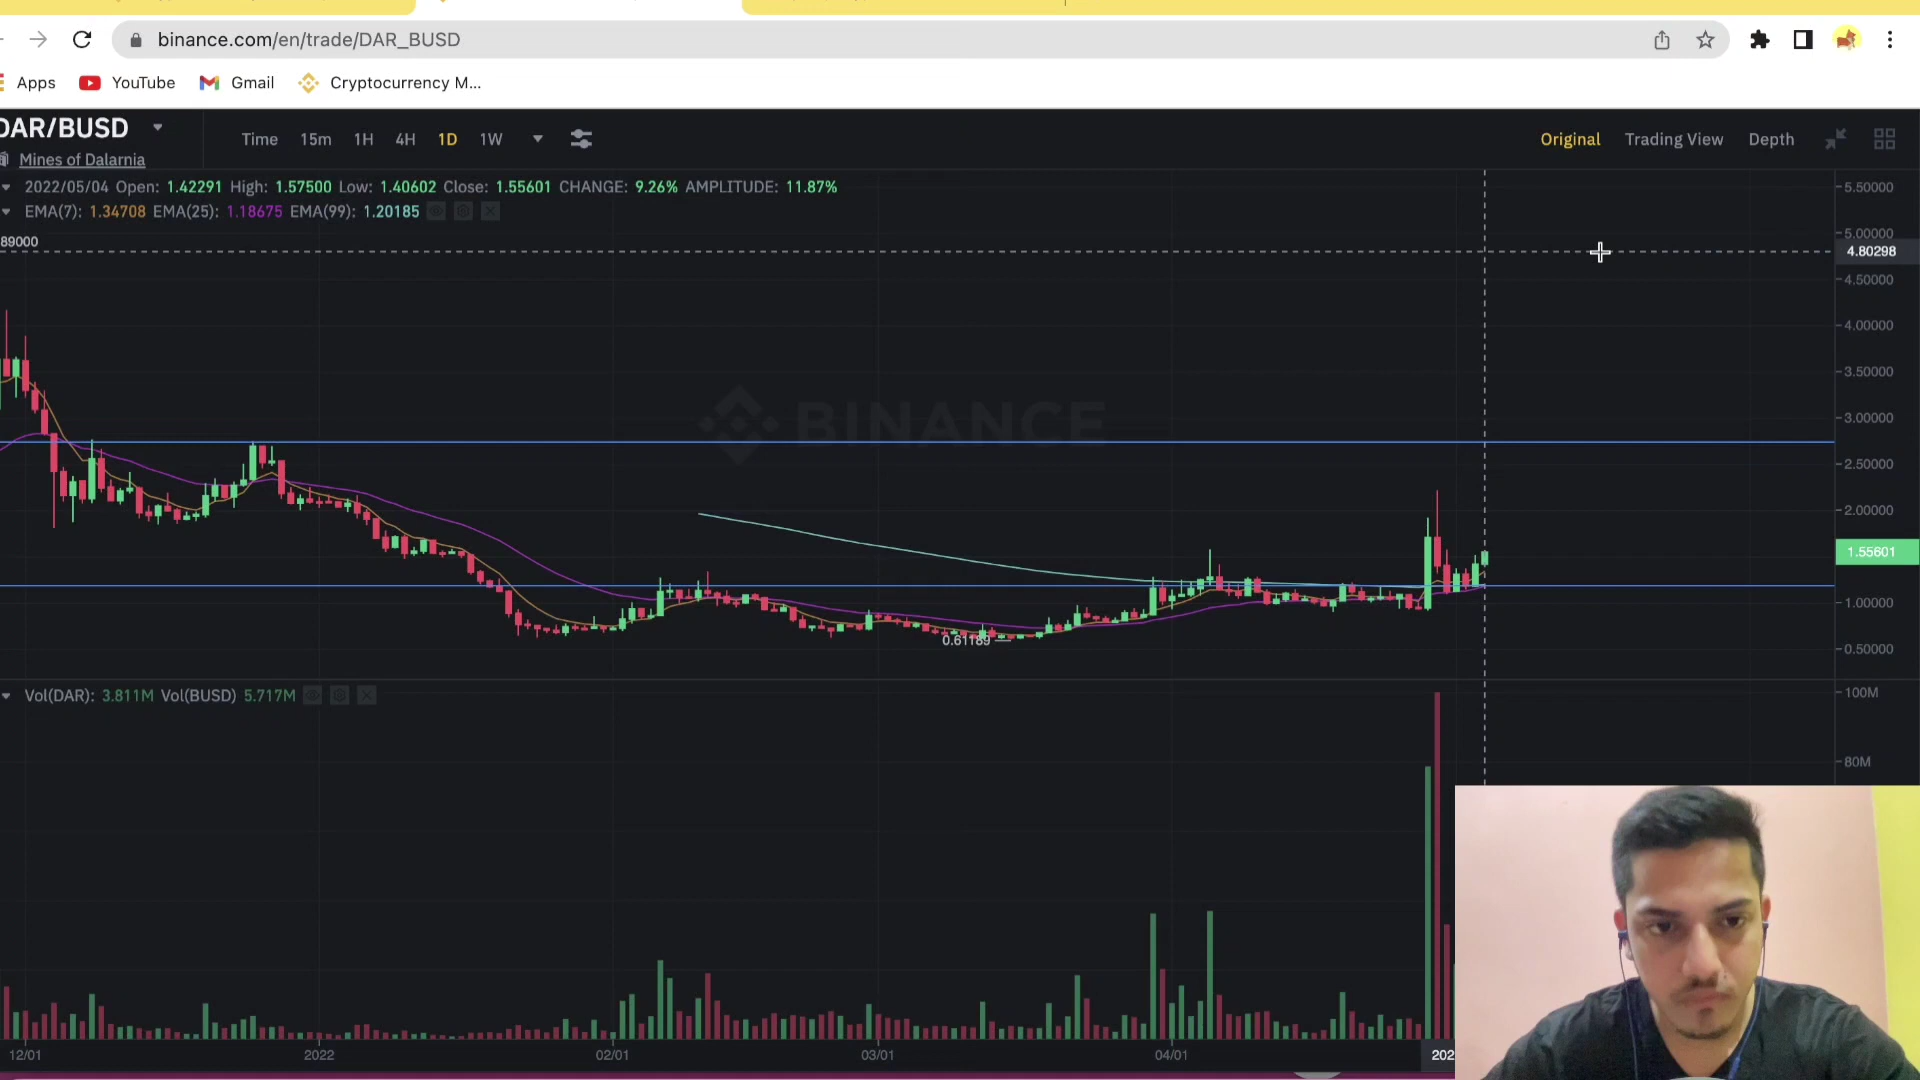 binance.com/en/trade/DAR_BUSD
Apps YouTube Gmail Cryptocurrency M...
DAR/BUSD Time 15m 1H 4H 1D 1W Original Trading View Depth
Mines of Dalarnia
2022/05/04 Open: 1.42291 High: 1.57500 Low: 1.40602 Close: 1.55601 CHANGE: 9.26% AMPLITUDE: 11.87%
EMA(7): 1.34708 EMA(25): 1.18675 EMA(99): 1.20185
89000
5.50000
5.00000
4.80298
4.50000
4.00000
3.50000
3.00000
BINANCE
2.50000
2.00000
1.55601
1.00000
0.61189
0.50000
Vol(DAR): 3.811M Vol(BUSD) 5.717M
100M
80M
12/01 2022 02/01 03/01 04/01 202